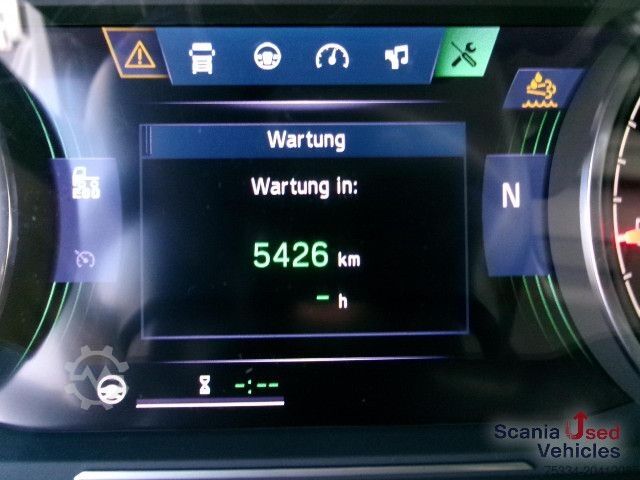 Wartung
Wartung in:
N
5426 km
- h
-:--
Scania Used
Vehicles